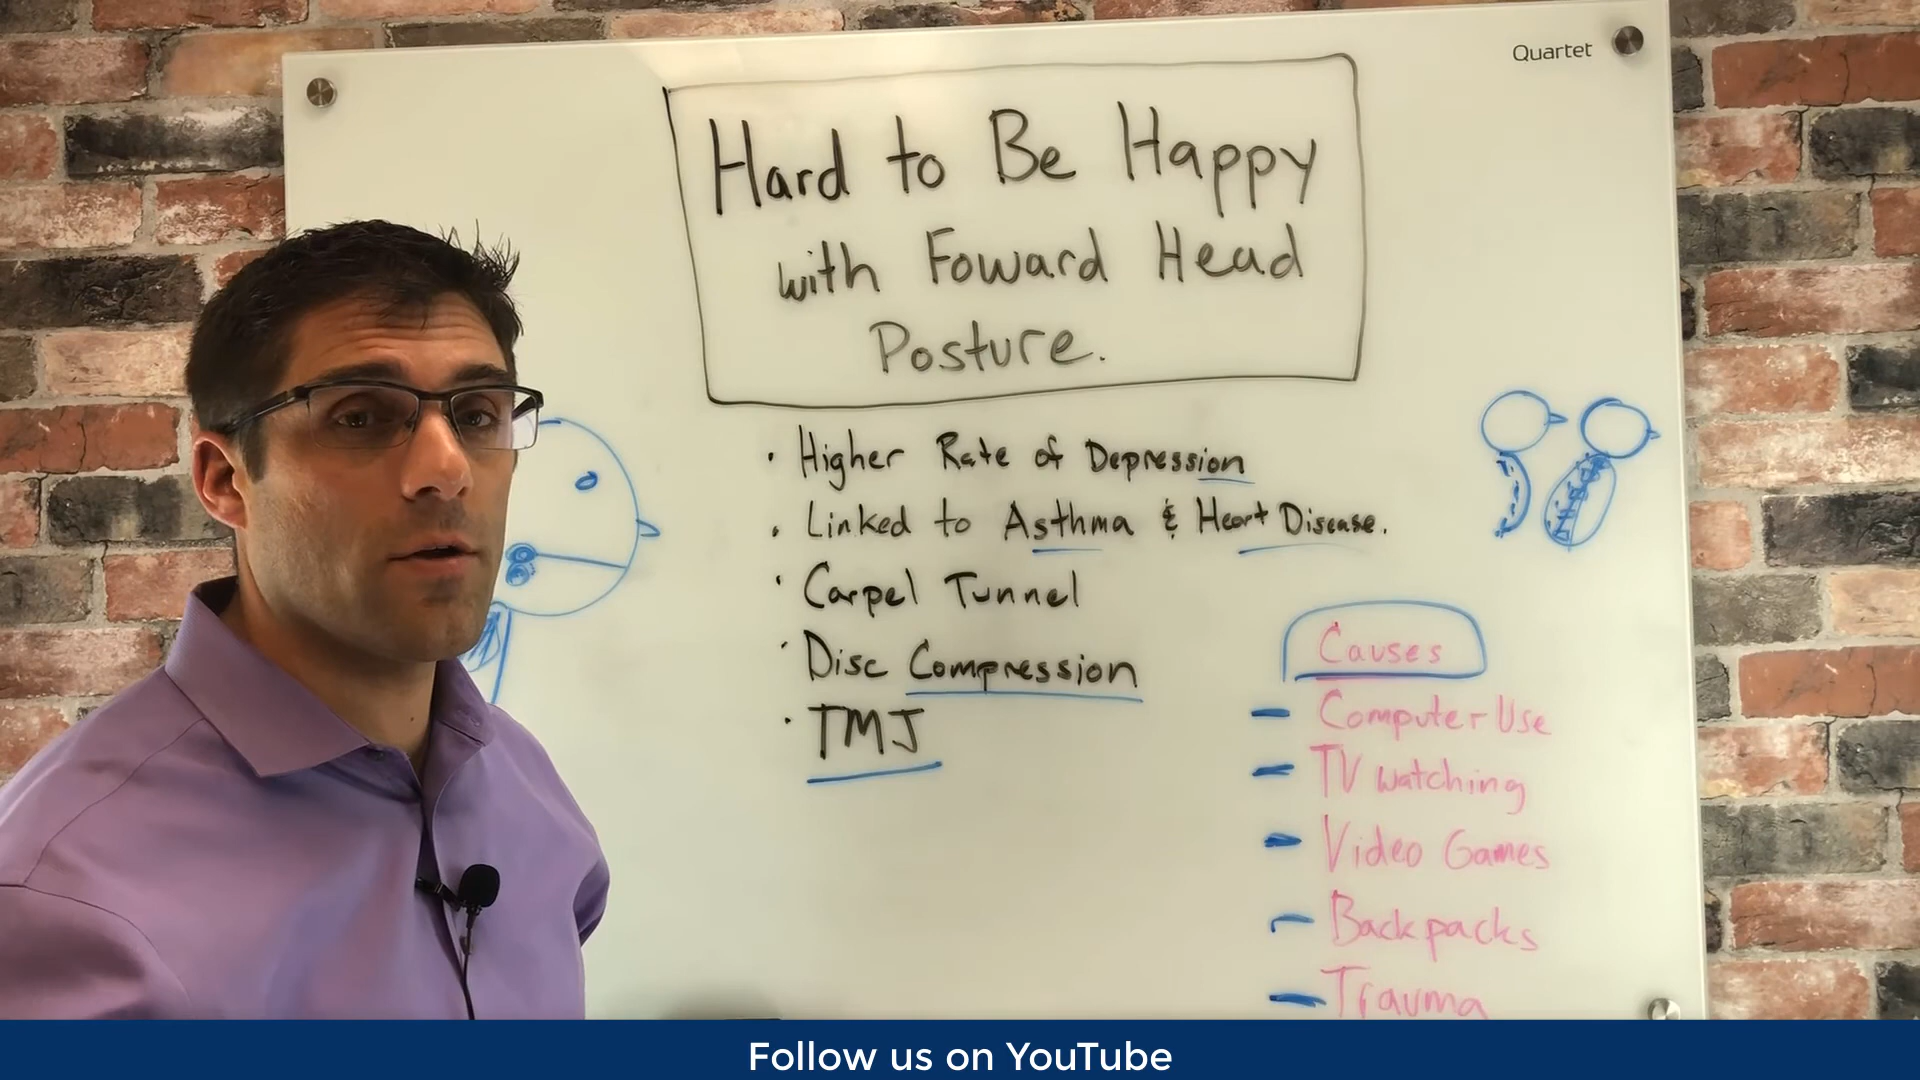 Quartet
Hard to Be Happy
with Foward Head
Posture.
· Higher Rate of Depression
· Linked to Asthma & Heart Disease.
· Carpel Tunnel
· Disc Compression
· TMJ
Causes
- Computer Use
- TV watching
- Video Games
- Backpacks
- Trauma
Follow us on YouTube